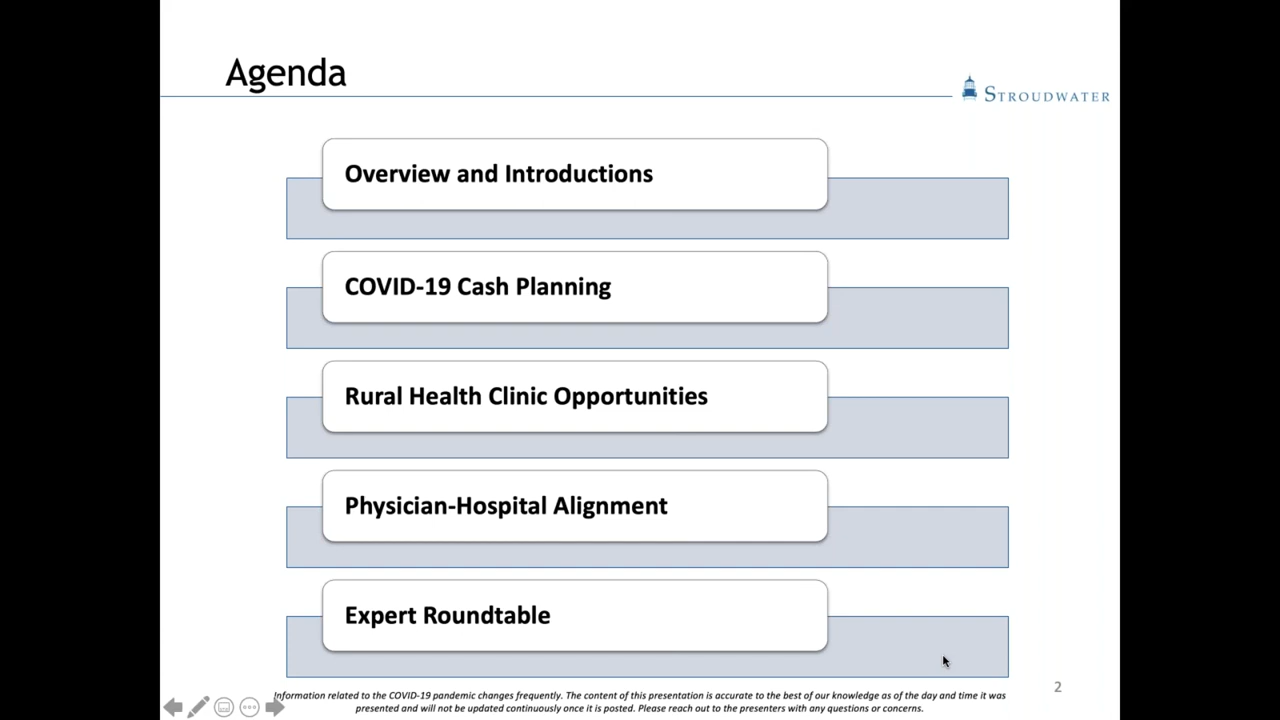 Agenda
STROUDWATER
Overview and Introductions
COVID-19 Cash Planning
Rural Health Clinic Opportunities
Physician-Hospital Alignment
Expert Roundtable
Information related to the COVID-19 pandemic changes frequently. The content of this presentation is accurate to the best of our knowledge as of the day and time it was
presented and will not be updated continuously once it is posted. Please reach out to the presenters with any questions or concerns.
2